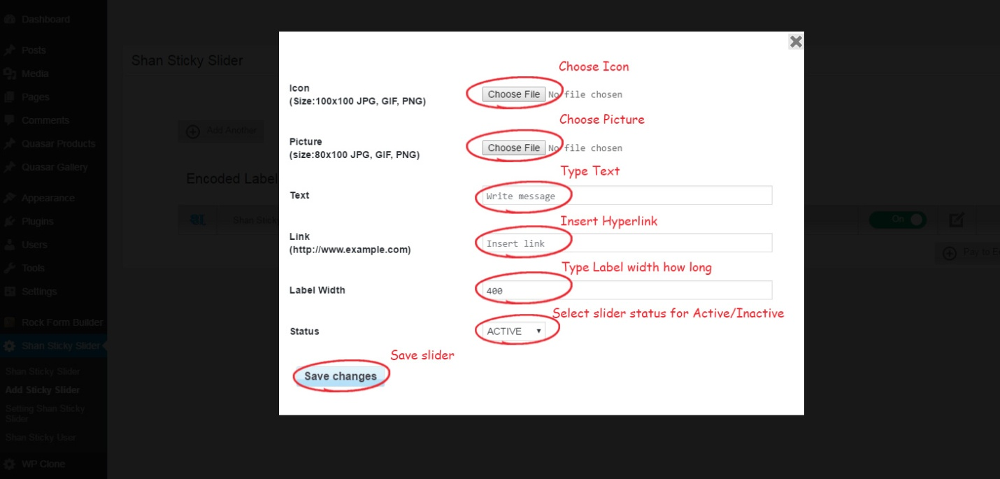 Dashboard
Posts
Media
Pages
Comments
Quasar Products
Quasar Gallery
Appearance
Plugins
Users
Tools
Settings
Rock Form Builder
Shan Sticky Slider
Shan Sticky Slider
Add Sticky Slider
Setting Shan Sticky
Slider
Shan Sticky User
WP Clone
Shan Sticky Slider
Add Another
Encoded Label
Shan Stick
On
Pay to E
Choose Icon
Icon
(Size:100x100 JPG, GIF, PNG)
Choose File No file chosen
Choose Picture
Picture
(size:80x100 JPG, GIF, PNG)
Choose File No file chosen
Type Text
Text
Write message
Insert Hyperlink
Link
(http://www.example.com)
Insert link
Type Label width how long
Label Width
400
Select slider status for Active/Inactive
Status
ACTIVE
Save slider
Save changes